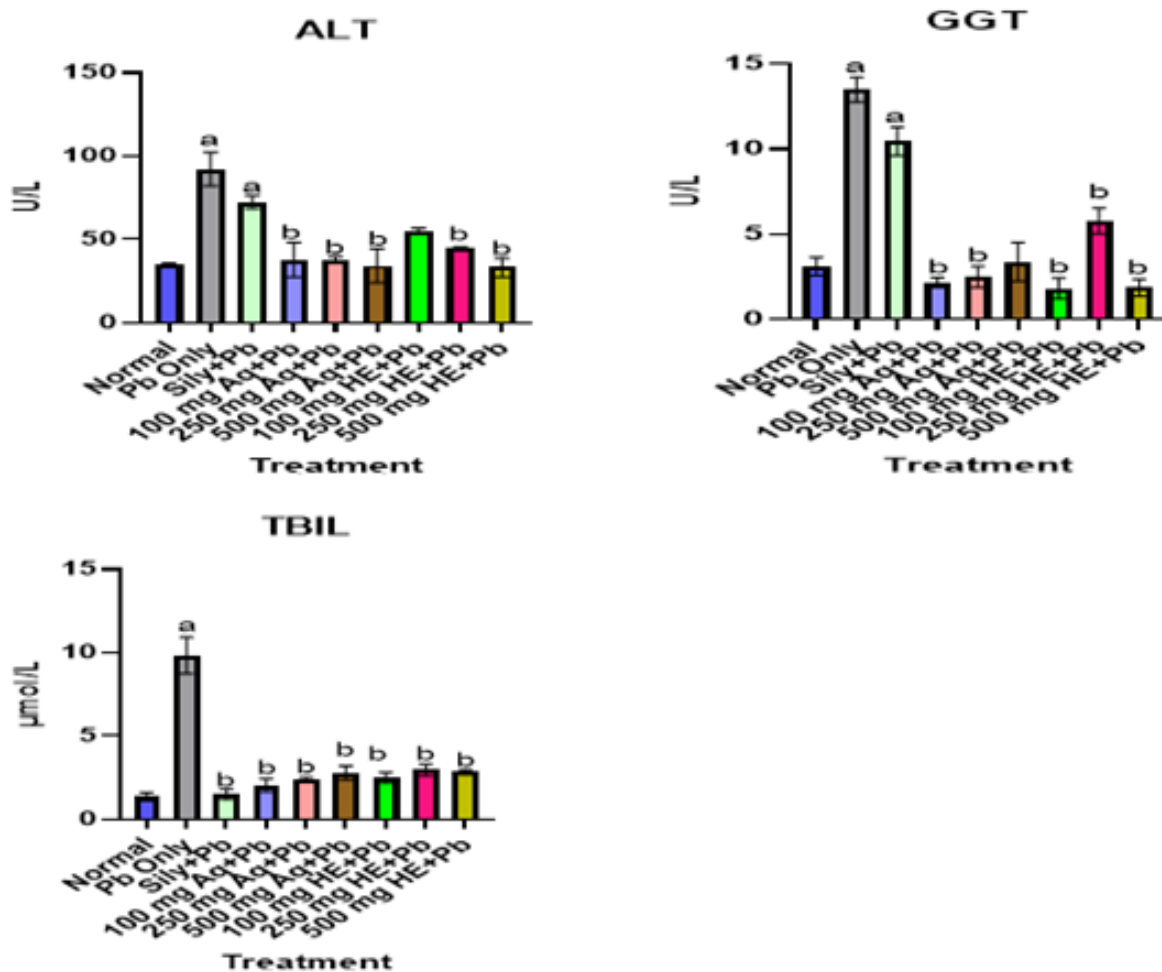 ALT
150
100
50
0
U/L
a
a
b
b
b
b
b
Normal
Pb Only
Sily+Pb
100 mg Aq+Pb
250 mg Aq+Pb
500 mg Aq+Pb
100 mg HE+Pb
250 mg HE+Pb
500 mg HE+Pb
Treatment
GGT
15
10
5
0
U/L
a
a
b
b
b
b
b
Normal
Pb Only
Sily+Pb
100 mg Aq+Pb
250 mg Aq+Pb
500 mg Aq+Pb
100 mg HE+Pb
250 mg HE+Pb
500 mg HE+Pb
Treatment
TBIL
15
10
5
0
µmol/L
a
b
b
b
b
b
b
b
Normal
Pb Only
Sily+Pb
100 mg Aq+Pb
250 mg Aq+Pb
500 mg Aq+Pb
100 mg HE+Pb
250 mg HE+Pb
500 mg HE+Pb
Treatment